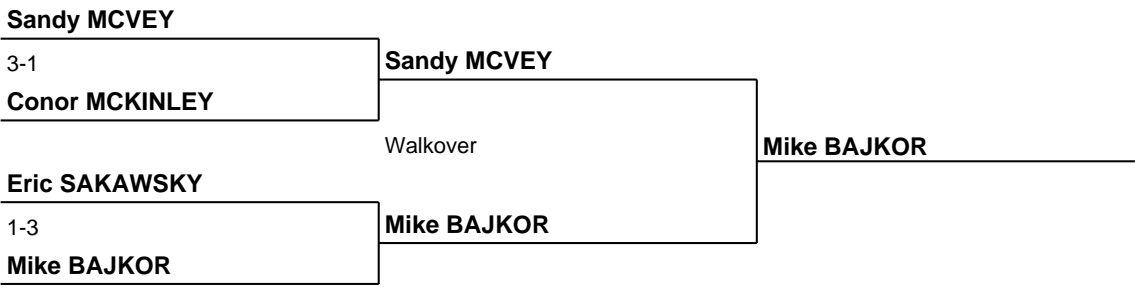 Sandy MCVEY
3-1
Sandy MCVEY
Conor MCKINLEY
Walkover
Mike BAJKOR
Eric SAKAWSKY
1-3
Mike BAJKOR
Mike BAJKOR